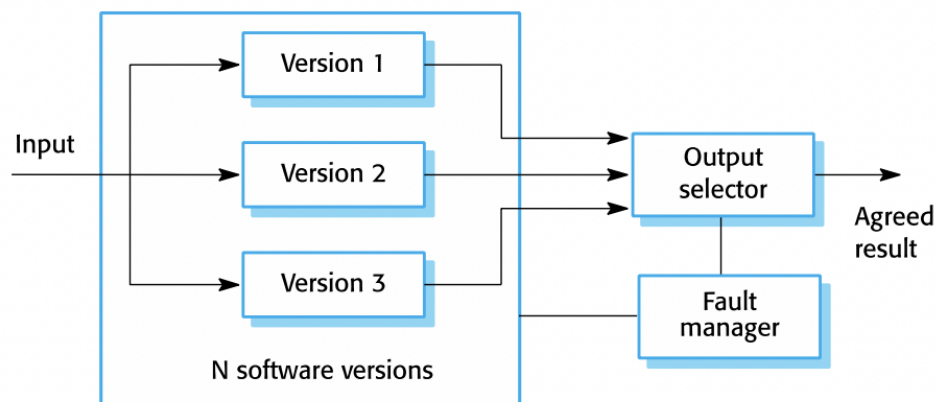 Version 1
Input
Version 2
Output
selector
Agreed
result
Version 3
Fault
manager
N software versions